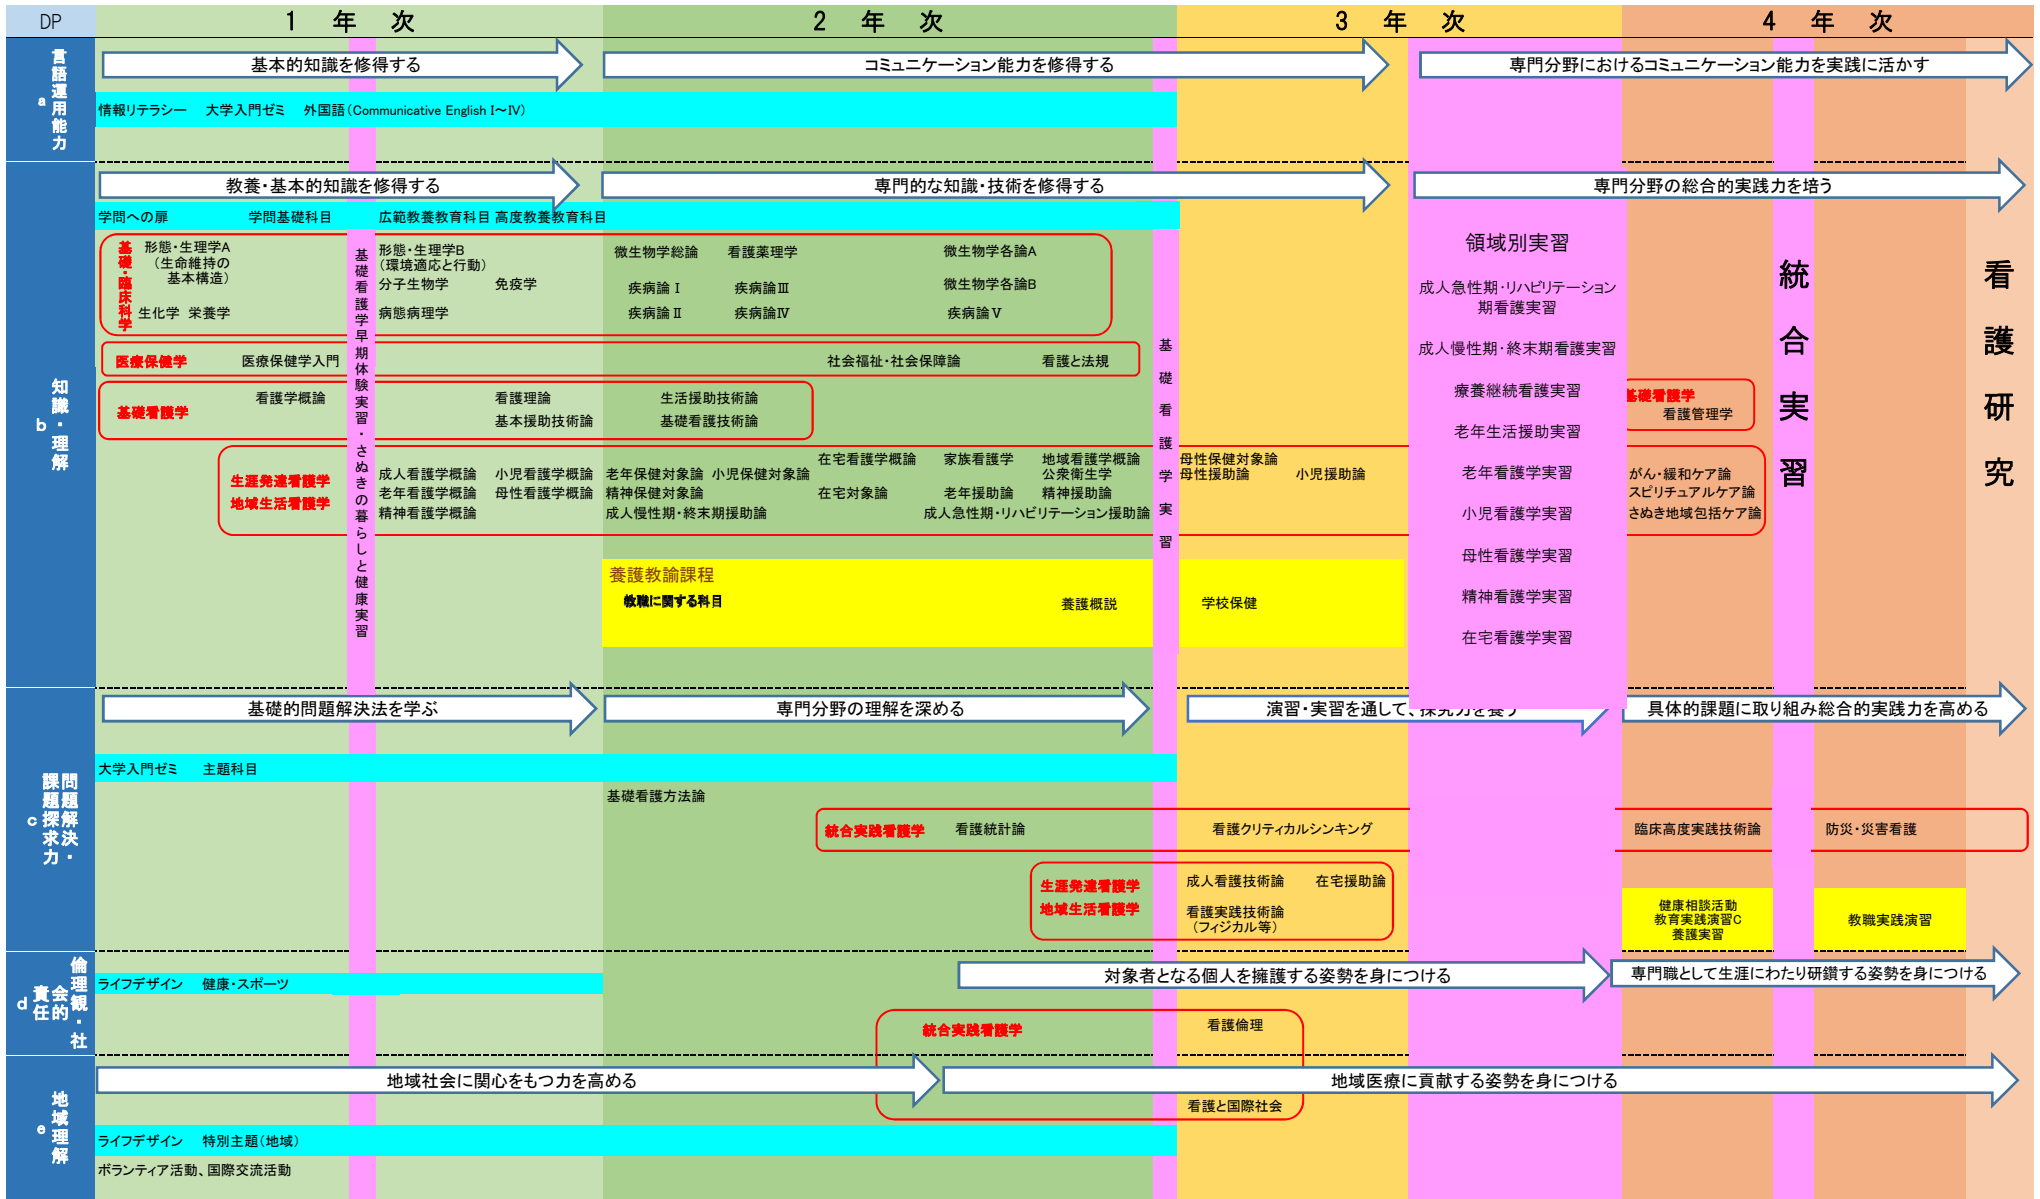 DP
1 年 次
2 年 次
3 年 次
4 年 次
a
言語運用能力
基本的知識を修得する
コミュニケーション能力を修得する
専門分野におけるコミュニケーション能力を実践に活かす
情報リテラシー 大学入門ゼミ 外国語(Communicative English Ⅰ～Ⅳ)
b
知識・理解
教養・基本的知識を修得する
専門的な知識・技術を修得する
専門分野の総合的実践力を培う
学問への扉 学問基礎科目 広範教養教育科目 高度教養教育科目
基礎・臨床科学
形態・生理学A
(生命維持の
基本構造)
生化学 栄養学
形態・生理学B
(環境適応と行動)
分子生物学 免疫学
病態病理学
微生物学総論 看護薬理学 微生物学各論A
疾病論Ⅰ 疾病論Ⅲ 微生物学各論B
疾病論Ⅱ 疾病論Ⅳ 疾病論Ⅴ
基礎看護学早期体験実習・さぬきの暮らしと健康実習
医療保健学 医療保健学入門 社会福祉・社会保障論 看護と法規
基礎看護学
看護学概論 看護理論 生活援助技術論
基本援助技術論 基礎看護技術論
生涯発達看護学
地域生活看護学
成人看護学概論 小児看護学概論
老年看護学概論 母性看護学概論
精神看護学概論
老年保健対象論 小児保健対象論
精神保健対象論
成人慢性期・終末期援助論
在宅看護学概論 家族看護学 地域看護学概論
公衆衛生学
在宅対象論 老年援助論 精神援助論
成人急性期・リハビリテーション援助論
基礎看護学実習
母性保健対象論
母性援助論 小児援助論
領域別実習
成人急性期・リハビリテーション
期看護実習
成人慢性期・終末期看護実習
療養継続看護実習
老年生活援助実習
老年看護学実習
小児看護学実習
母性看護学実習
精神看護学実習
在宅看護学実習
基礎看護学
看護管理学
がん・緩和ケア論
スピリチュアルケア論
さぬき地域包括ケア論
統合実習
看護研究
養護教諭課程
教職に関する科目
養護概説
学校保健
c
問題解決・
課題探求力
基礎的問題解決法を学ぶ
専門分野の理解を深める
演習・実習を通して、探究力を養う
具体的課題に取り組み総合的実践力を高める
大学入門ゼミ 主題科目
基礎看護方法論
統合実践看護学 看護統計論 看護クリティカルシンキング 臨床高度実践技術論 防災・災害看護
生涯発達看護学
地域生活看護学
成人看護技術論 在宅援助論
看護実践技術論
(フィジカル等)
健康相談活動
教育実践演習C
養護実習
教職実践演習
d
倫理観・社
会的
責任
対象者となる個人を擁護する姿勢を身につける
専門職として生涯にわたり研鑽する姿勢を身につける
ライフデザイン 健康・スポーツ
統合実践看護学 看護倫理
e
地域理解
地域社会に関心をもつ力を高める
地域医療に貢献する姿勢を身につける
看護と国際社会
ライフデザイン 特別主題(地域)
ボランティア活動、国際交流活動